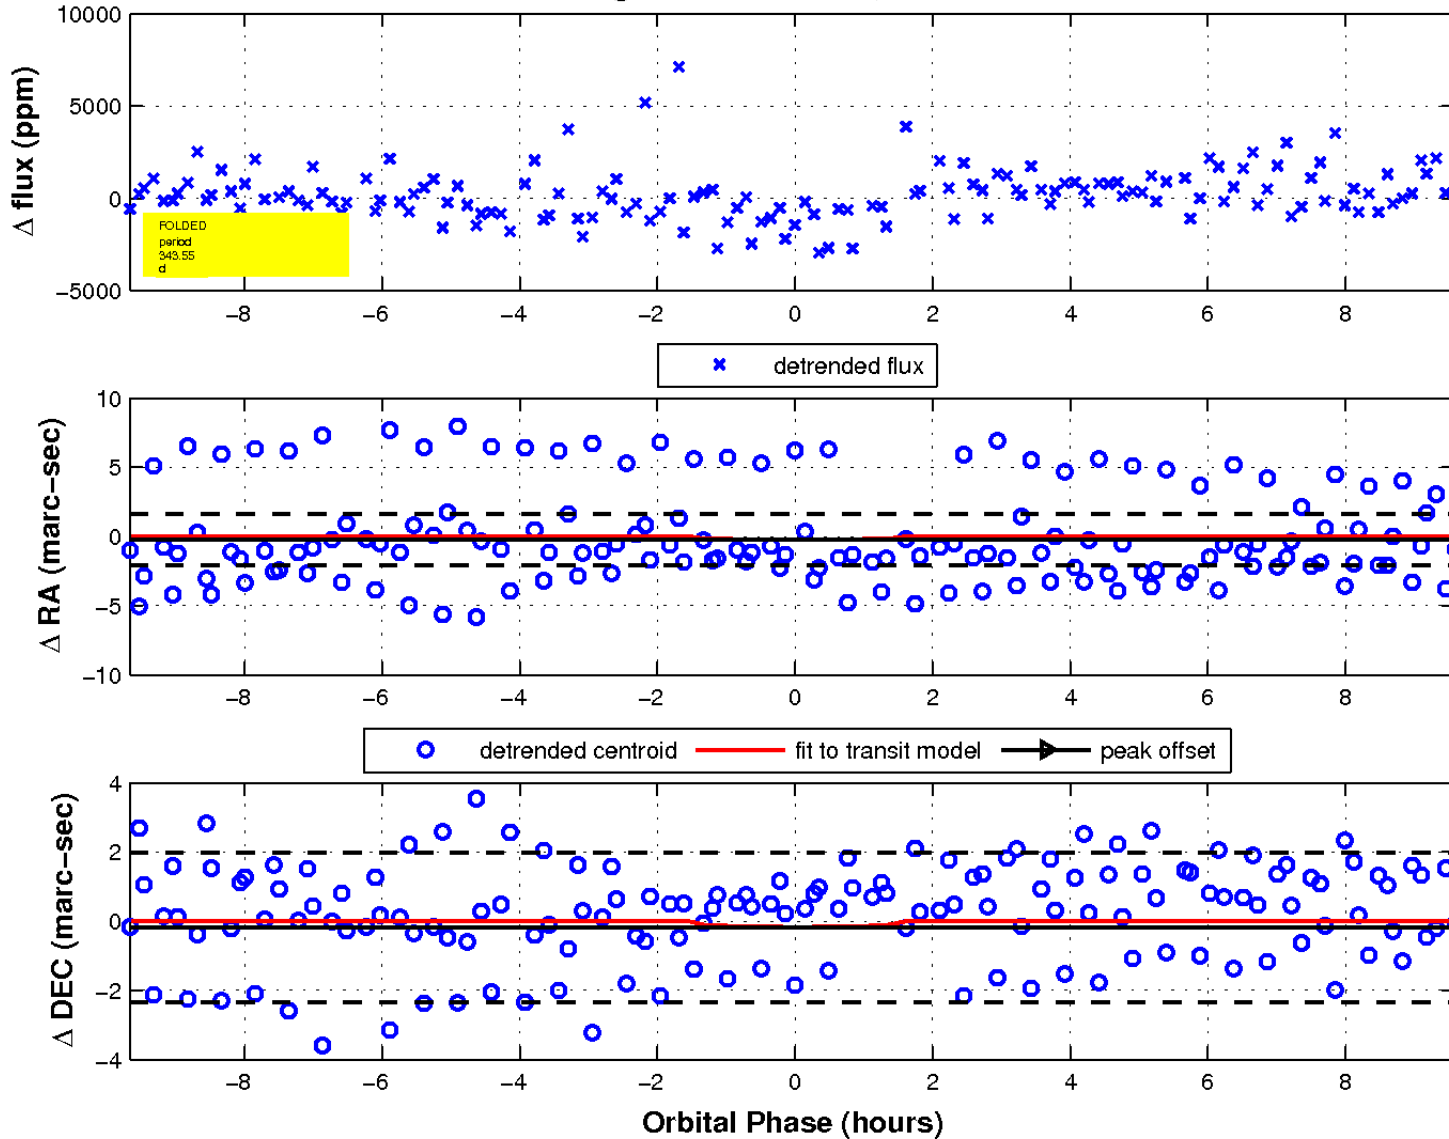 10000
5000
0
−5000
Δ flux (ppm)
FOLDED
period
343.55
d
−8 −6 −4 −2 0 2 4 6 8
detrended flux
10
5
0
−5
−10
Δ RA (marc−sec)
−8 −6 −4 −2 0 2 4 6 8
detrended centroid fit to transit model peak offset
4
2
0
−2
−4
Δ DEC (marc−sec)
−8 −6 −4 −2 0 2 4 6 8
Orbital Phase (hours)